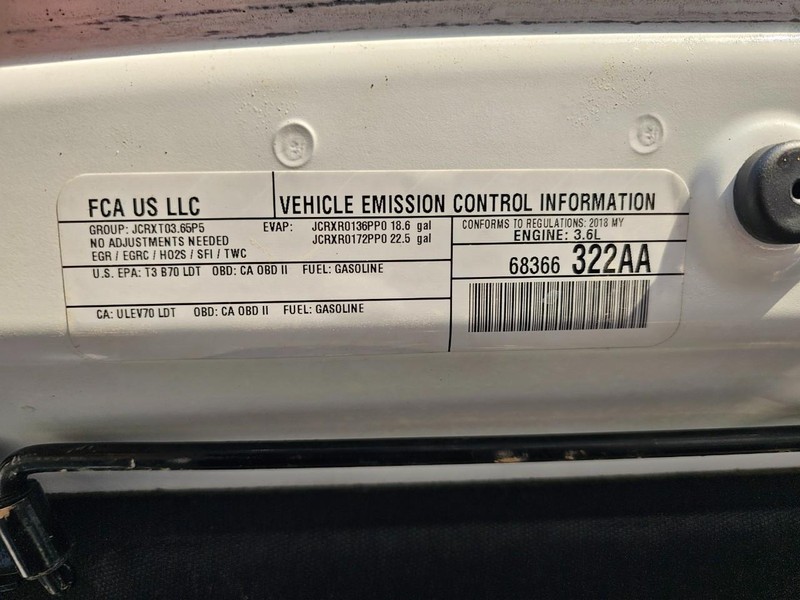 FCA US LLC
VEHICLE EMISSION CONTROL INFORMATION
GROUP: JCRXT03.65P5
NO ADJUSTMENTS NEEDED
EGR / EGRC / HO2S / SFI / TWC
EVAP: JCRXR0136PP0 18.6 gal
JCRXR0172PP0 22.5 gal
U.S. EPA: T3 B70 LDT OBD: CA OBD II FUEL: GASOLINE
CA: ULEV70 LDT OBD: CA OBD II FUEL: GASOLINE
CONFORMS TO REGULATIONS: 2018 MY
ENGINE: 3.6L
68366 322AA